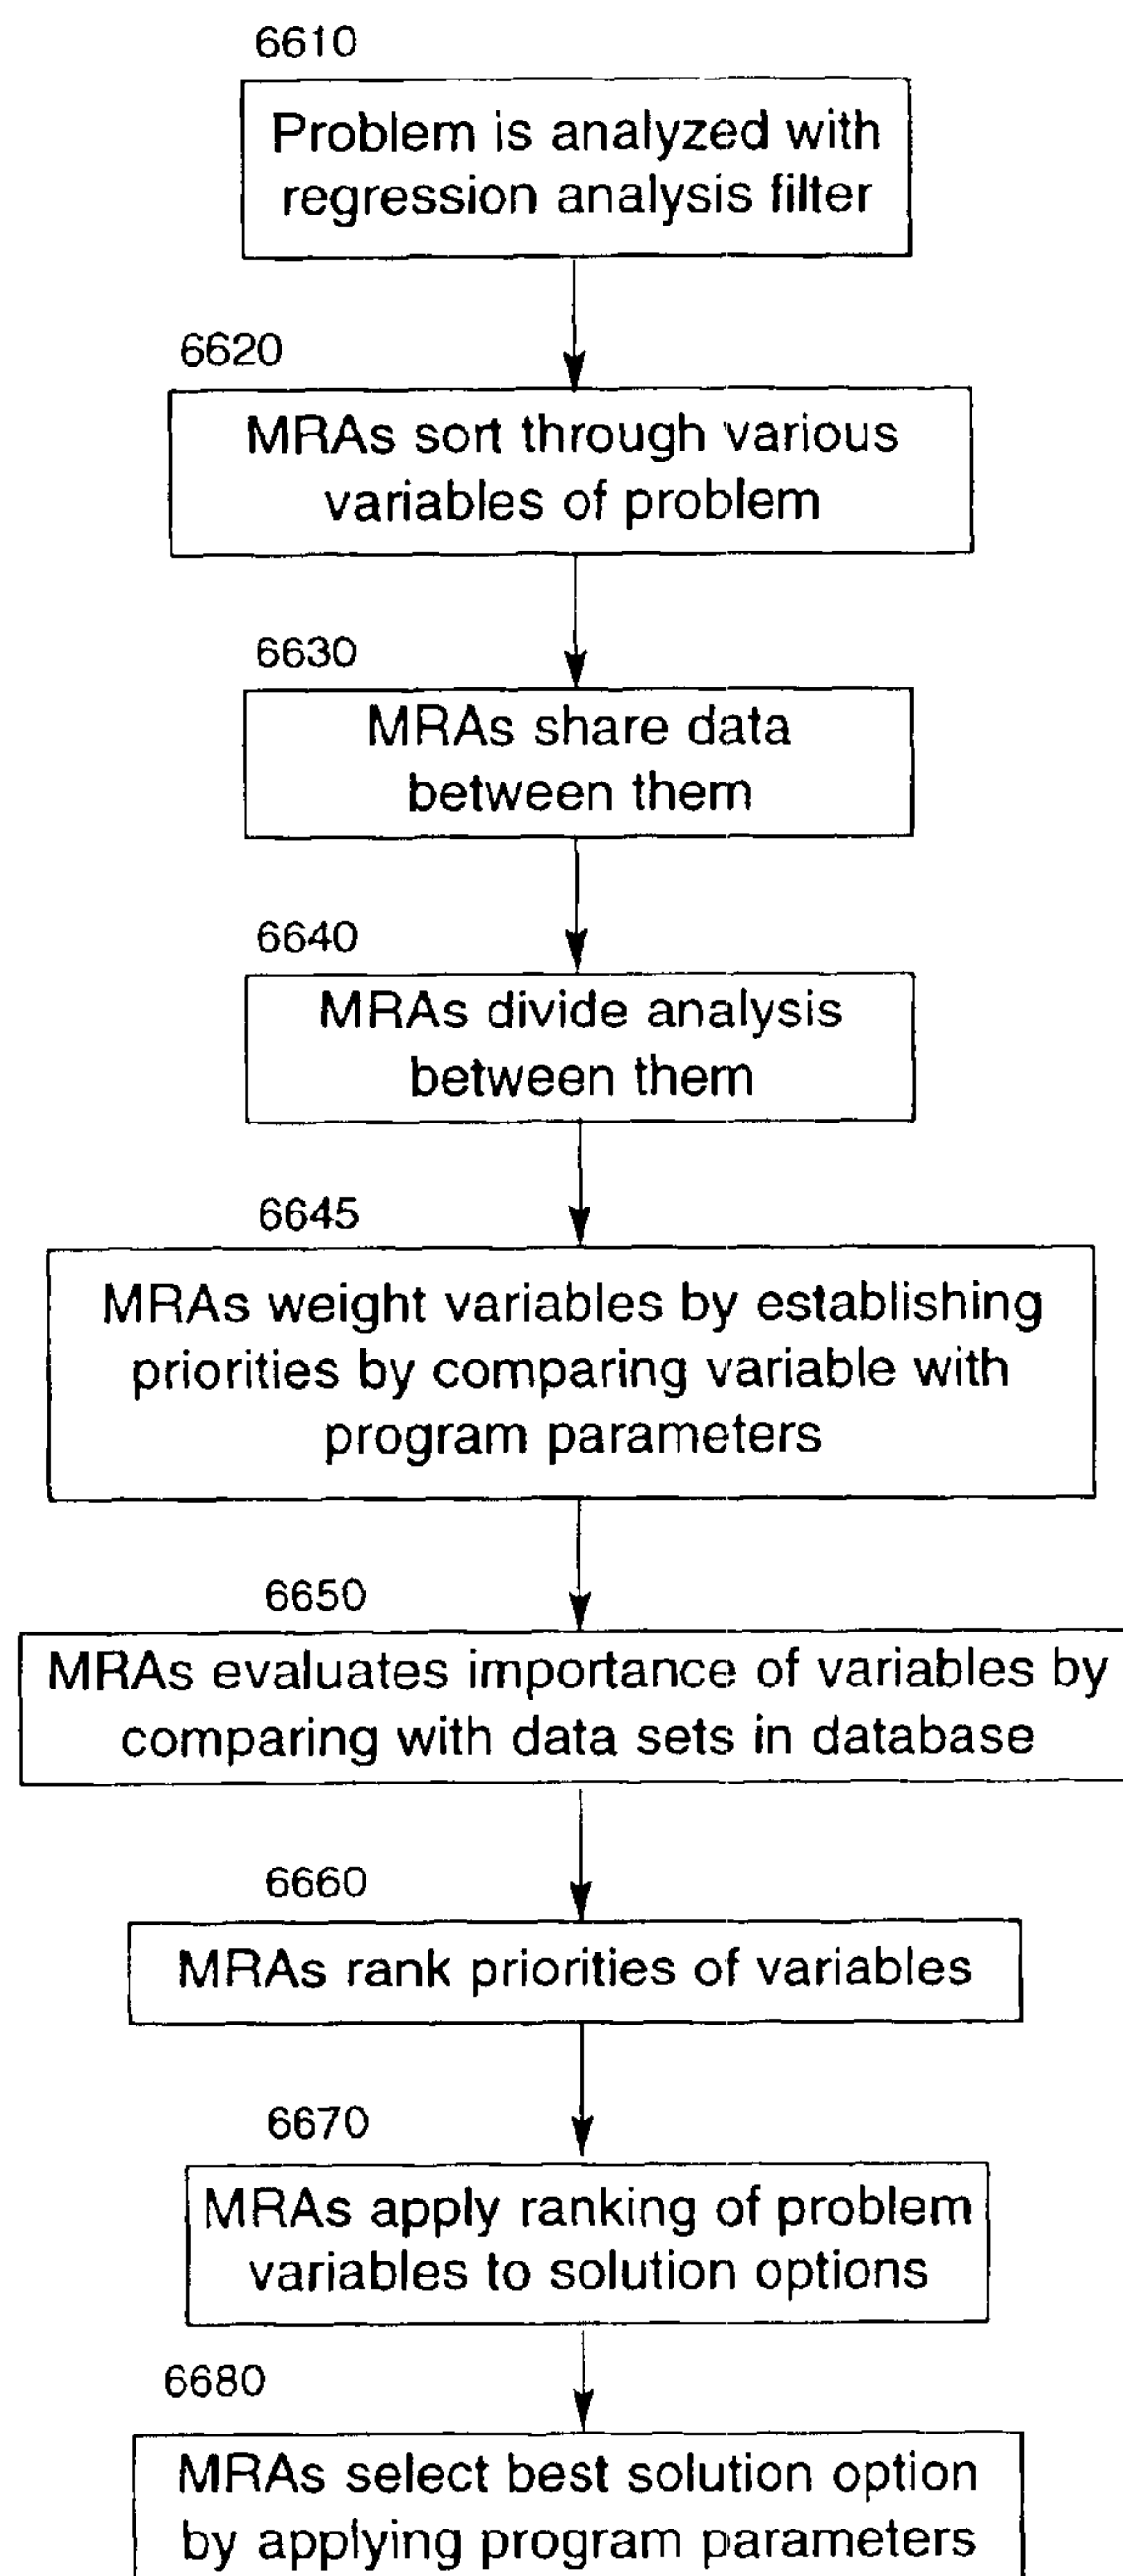 6610
Problem is analyzed with
regression analysis filter
6620
MRAs sort through various
variables of problem
6630
MRAs share data
between them
6640
MRAs divide analysis
between them
6645
MRAs weight variables by establishing
priorities by comparing variable with
program parameters
6650
MRAs evaluates importance of variables by
comparing with data sets in database
6660
MRAs rank priorities of variables
6670
MRAs apply ranking of problem
variables to solution options
6680
MRAs select best solution option
by applying program parameters